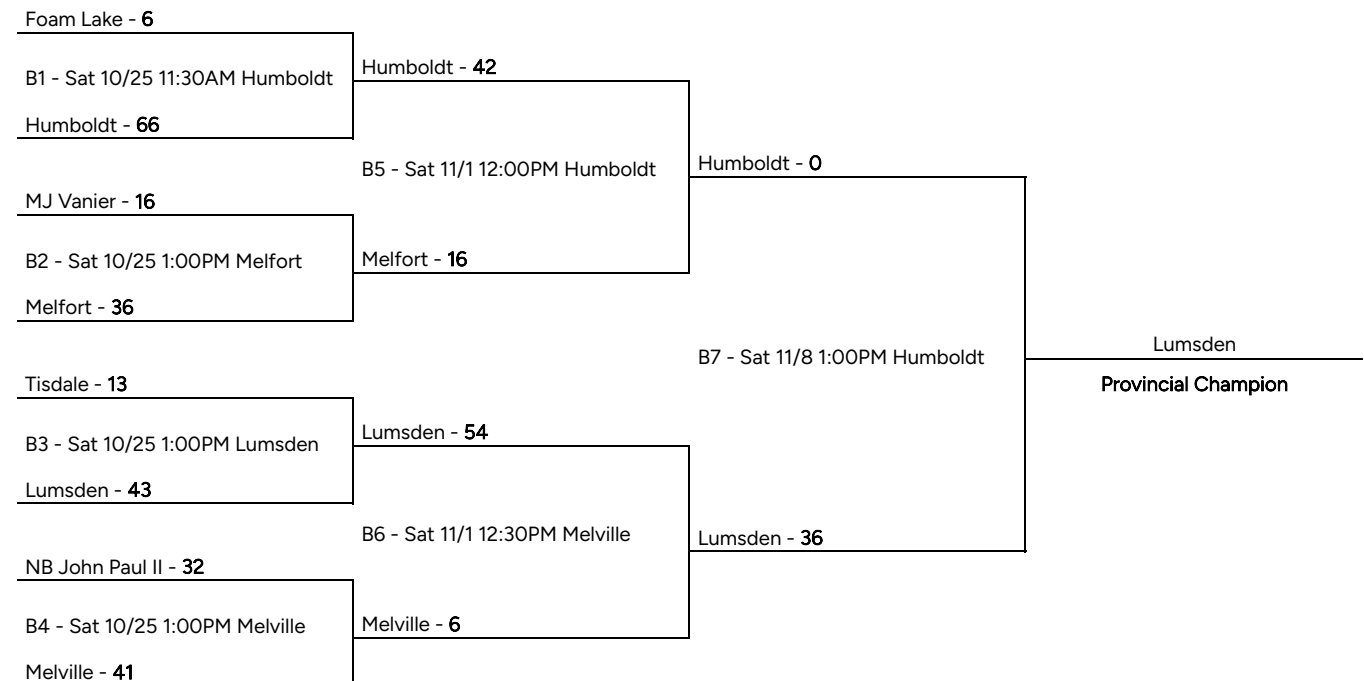 Foam Lake - 6
B1 - Sat 10/25 11:30AM Humboldt
Humboldt - 66
MJ Vanier - 16
B2 - Sat 10/25 1:00PM Melfort
Melfort - 36
Tisdale - 13
B3 - Sat 10/25 1:00PM Lumsden
Lumsden - 43
NB John Paul II - 32
B4 - Sat 10/25 1:00PM Melville
Melville - 41
Humboldt - 42
B5 - Sat 11/1 12:00PM Humboldt
Melfort - 16
Lumsden - 54
B6 - Sat 11/1 12:30PM Melville
Melville - 6
Humboldt - 0
B7 - Sat 11/8 1:00PM Humboldt
Lumsden - 36
Lumsden
Provincial Champion